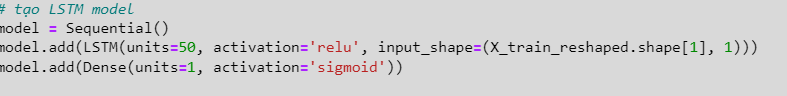 # tạo LSTM model
model = Sequential()
model.add(LSTM(units=50, activation='relu', input_shape=(X_train_reshaped.shape[1], 1)))
model.add(Dense(units=1, activation='sigmoid'))